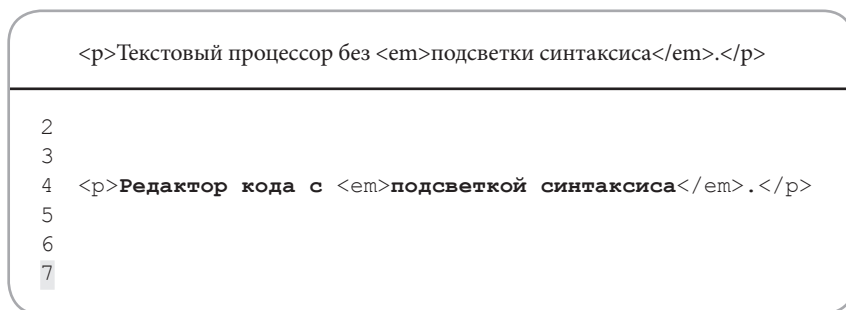 <p>Текстовый процессор без <em>подсветки синтаксиса</em>.</p>
2
3
4 <p>Редактор кода с <em>подсветкой синтаксиса</em>.</p>
5
6
7